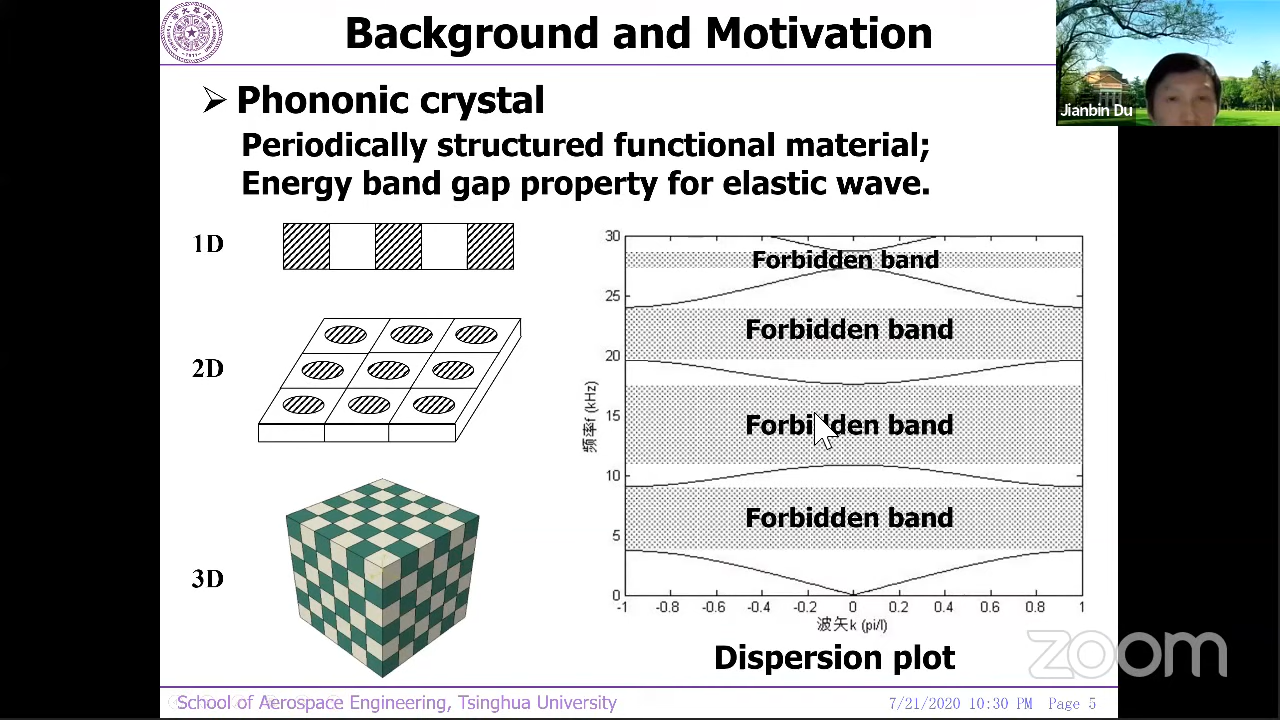 Background and Motivation
Jianbin Du
➢ Phononic crystal
Periodically structured functional material;
Energy band gap property for elastic wave.
1D
2D
3D
30
25
20
15
10
5
0
频率f (kHz)
Forbidden band
Forbidden band
Forbidden band
Forbidden band
-1 -0.8 -0.6 -0.4 -0.2 0 0.2 0.4 0.6 0.8 1
波矢k (pi/l)
Dispersion plot
zoom
School of Aerospace Engineering, Tsinghua University
7/21/2020 10:30 PM Page 5